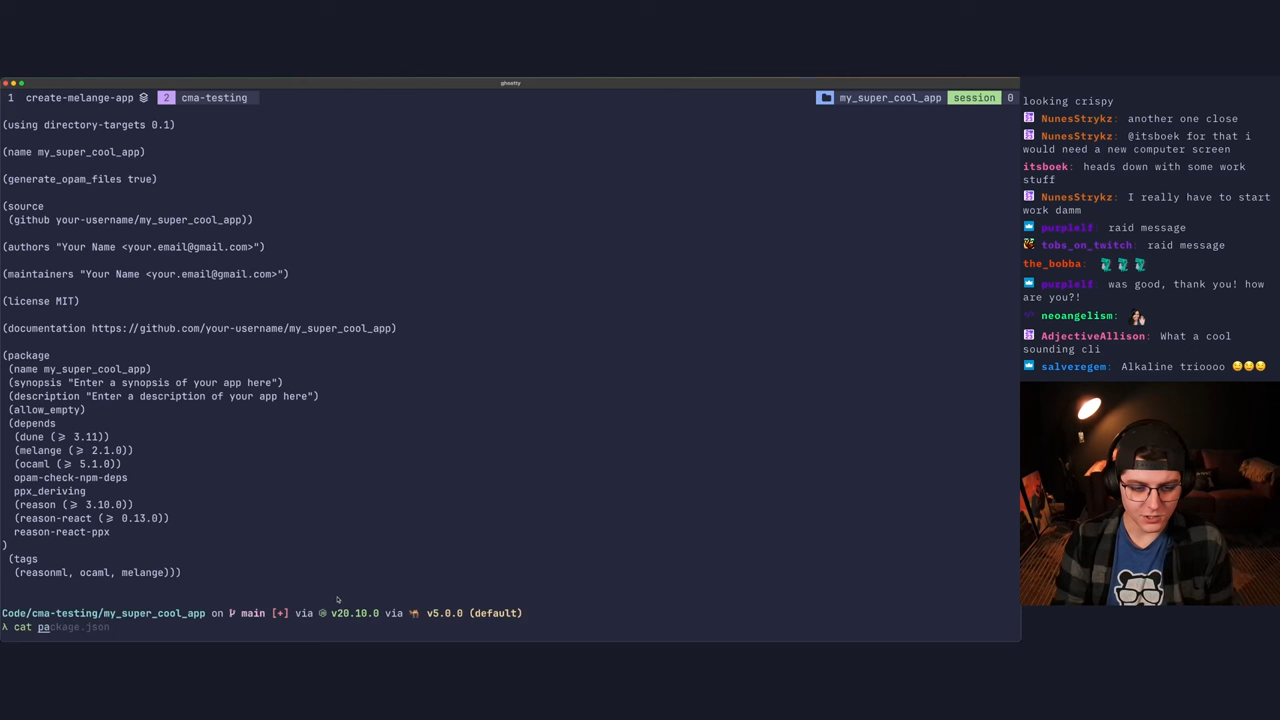 ghostty
1 create-melange-app 2 cma-testing my_super_cool_app session 0
(using directory-targets 0.1)
(name my_super_cool_app)
(generate_opam_files true)
(source
(github your-username/my_super_cool_app))
(authors "Your Name <your.email@gmail.com>")
(maintainers "Your Name <your.email@gmail.com>")
(license MIT)
(documentation https://github.com/your-username/my_super_cool_app)
(package
(name my_super_cool_app)
(synopsis "Enter a synopsis of your app here")
(description "Enter a description of your app here")
(allow_empty)
(depends
(dune (⩾ 3.11))
(melange (⩾ 2.1.0))
(ocaml (⩾ 5.1.0))
opam-check-npm-deps
ppx_deriving
(reason (⩾ 3.10.0))
(reason-react (⩾ 0.13.0))
reason-react-ppx
)
(tags
(reasonml, ocaml, melange)))
Code/cma-testing/my_super_cool_app on main [+] via v20.10.0 via 🐫 v5.0.0 (default)
λ cat package.json
looking crispy
NunesStrykz: another one close
NunesStrykz: @itsboek for that i
would need a new computer screen
itsboek: heads down with some work
stuff
NunesStrykz: I really have to start
work damm
purplelf: raid message
tobs_on_twitch: raid message
the_bobba:
purplelf: was good, thank you! how
are you?!
neoangelism:
AdjectiveAllison: What a cool
sounding cli
salveregem: Alkaline trioooo 😊😊😊